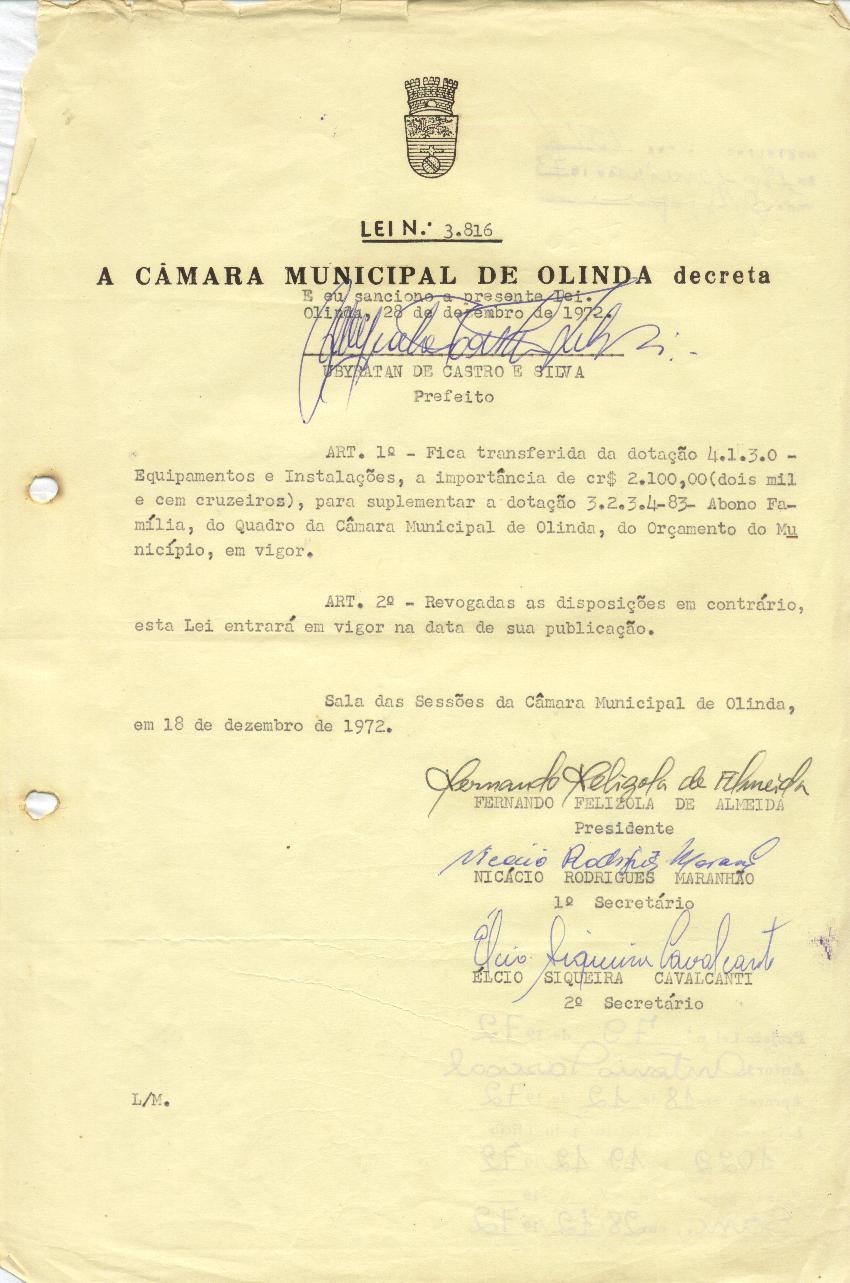 LEI N.º 3.816
A CÂMARA MUNICIPAL DE OLINDA decreta
E eu sanciono a presente Lei.
Olinda, 28 de dezembro de 1972.
UBYRATAN DE CASTRO E SILVA
Prefeito
ART. 1º - Fica transferida da dotação 4.1.3.0 -
Equipamentos e Instalações, a importância de cr$ 2.100,00(dois mil
e cem cruzeiros), para suplementar a dotação 3.2.3.4-83- Abono Fa-
mília, do Quadro da Câmara Municipal de Olinda, do Orçamento do Mu
nicípio, em vigor.
ART. 2º - Revogadas as disposições em contrário,
esta Lei entrará em vigor na data de sua publicação.
Sala das Sessões da Câmara Municipal de Olinda,
em 18 de dezembro de 1972.
Fernando Felizola de Almeida
FERNANDO FELIZOLA DE ALMEIDA
Presidente
Nicácio Rodrigues Maranhão
NICÁCIO RODRIGUES MARANHÃO
1º Secretário
Élcio Siqueira Cavalcanti
ÉLCIO SIQUEIRA CAVALCANTI
2º Secretário
L/M.